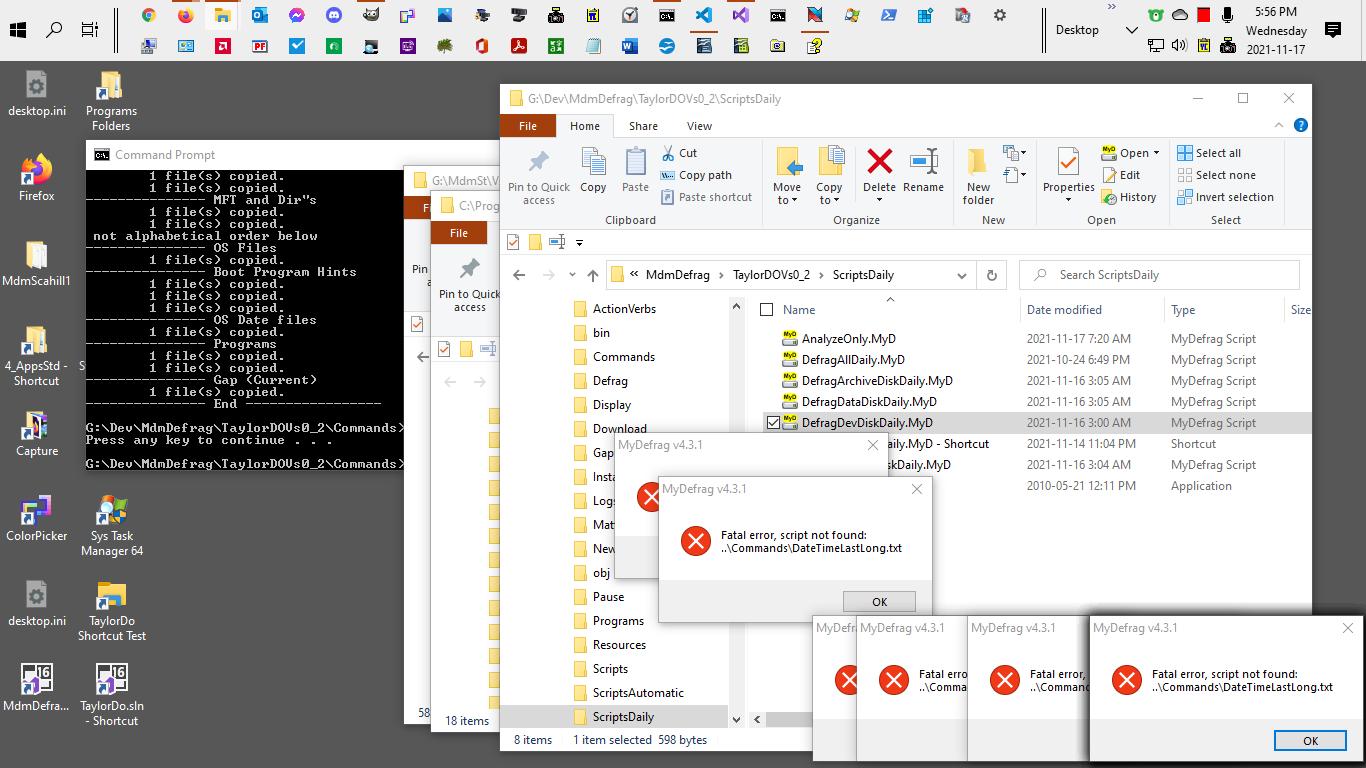 Desktop
»
5:56 PM
Wednesday
2021-11-17
desktop.ini
Programs
Folders
Firefox
MdmScahill1
4_AppsStd -
Shortcut
Capture
ColorPicker
Sys Task
Manager 64
desktop.ini
TaylorDo
Shortcut Test
MdmDefra...
TaylorDo.sln
- Shortcut
Command Prompt
1 file(s) copied.
1 file(s) copied.
---------------- MFT and Dir"s
1 file(s) copied.
1 file(s) copied.
not alphabetical order below
---------------- OS Files
1 file(s) copied.
---------------- Boot Program Hints
1 file(s) copied.
1 file(s) copied.
1 file(s) copied.
---------------- OS Date files
1 file(s) copied.
---------------- Programs
1 file(s) copied.
---------------- Gap (Current)
1 file(s) copied.
---------------- End ------------------
G:\Dev\MdmDefrag\TaylorDOVs0_2\Commands>
Press any key to continue . . .
G:\Dev\MdmDefrag\TaylorDOVs0_2\Commands>
G:\MdmSt\V
C:\Prog
File
Pin to Quick
access
58
18 items
G:\Dev\MdmDefrag\TaylorDOVs0_2\ScriptsDaily
File
Home
Share
View
Pin to Quick
access
Copy
Paste
Cut
Copy path
Paste shortcut
Clipboard
Move
to
Copy
to
Delete
Rename
Organize
New
folder
New
Properties
Open
Edit
History
Open
Select all
Select none
Invert selection
Select
« MdmDefrag › TaylorDOVs0_2 › ScriptsDaily
Search ScriptsDaily
ActionVerbs
bin
Commands
Defrag
Display
Download
Gap
Insta
Logs
Mat
New
obj
Pause
Programs
Resources
Scripts
ScriptsAutomatic
ScriptsDaily
Name
Date modified
Type
Size
AnalyzeOnly.MyD 2021-11-17 7:20 AM MyDefrag Script
DefragAllDaily.MyD 2021-10-24 6:49 PM MyDefrag Script
DefragArchiveDiskDaily.MyD 2021-11-16 3:05 AM MyDefrag Script
DefragDataDiskDaily.MyD 2021-11-16 3:05 AM MyDefrag Script
DefragDevDiskDaily.MyD 2021-11-16 3:00 AM MyDefrag Script
aily.MyD - Shortcut 2021-11-14 11:04 PM Shortcut
kDaily.MyD 2021-11-16 3:04 AM MyDefrag Script
2010-05-21 12:11 PM Application
8 items 1 item selected 598 bytes
MyDefrag v4.3.1
MyDefrag v4.3.1
Fatal error, script not found:
..\Commands\DateTimeLastLong.txt
OK
MyDefr
MyDefrag v4.3.1
Fatal erro
..\Comma
MyDefrag v4.3.1
Fatal error,
..\Comman
MyDefrag v4.3.1
Fatal error, script not found:
..\Commands\DateTimeLastLong.txt
OK